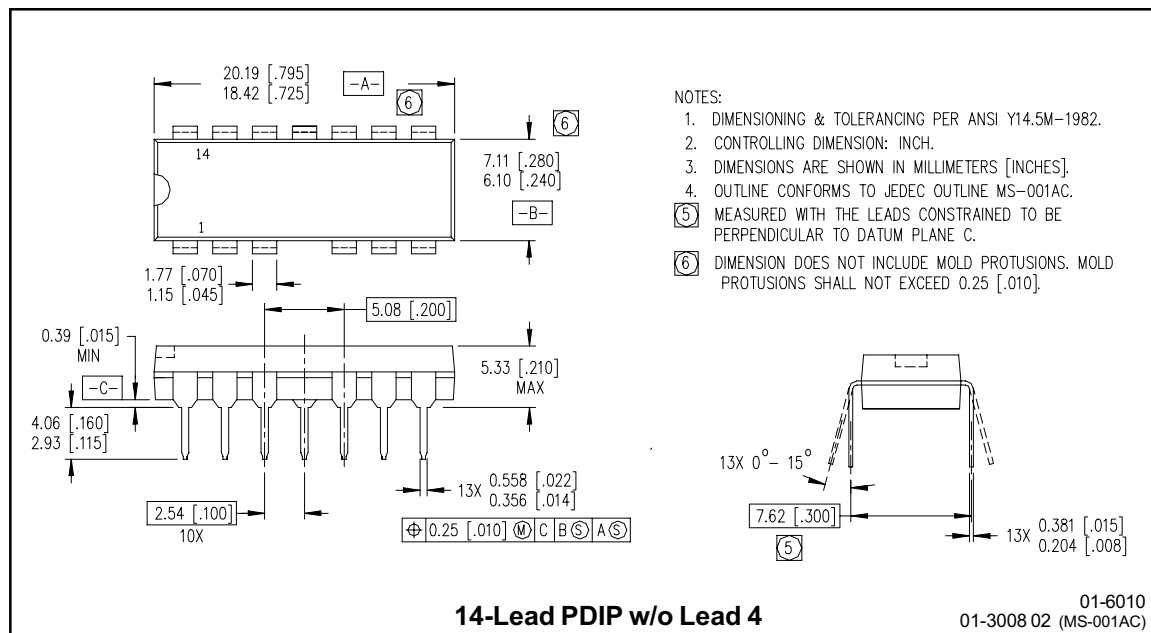 20.19 [.795]
18.42 [.725]
-A-
6
6
14
1
7.11 [.280]
6.10 [.240]
-B-
NOTES:
1. DIMENSIONING & TOLERANCING PER ANSI Y14.5M-1982.
2. CONTROLLING DIMENSION: INCH.
3. DIMENSIONS ARE SHOWN IN MILLIMETERS [INCHES].
4. OUTLINE CONFORMS TO JEDEC OUTLINE MS-001AC.
5 MEASURED WITH THE LEADS CONSTRAINED TO BE
PERPENDICULAR TO DATUM PLANE C.
6 DIMENSION DOES NOT INCLUDE MOLD PROTUSIONS. MOLD
PROTUSIONS SHALL NOT EXCEED 0.25 [.010].
1.77 [.070]
1.15 [.045]
5.08 [.200]
0.39 [.015]
MIN
-C-
5.33 [.210]
MAX
4.06 [.160]
2.93 [.115]
13X 0.558 [.022]
0.356 [.014]
2.54 [.100]
10X
⌖ 0.25 [.010] Ⓜ C B Ⓢ A Ⓢ
13X 0°-15°
7.62 [.300]
5
13X 0.381 [.015]
0.204 [.008]
14-Lead PDIP w/o Lead 4
01-6010
01-3008 02 (MS-001AC)